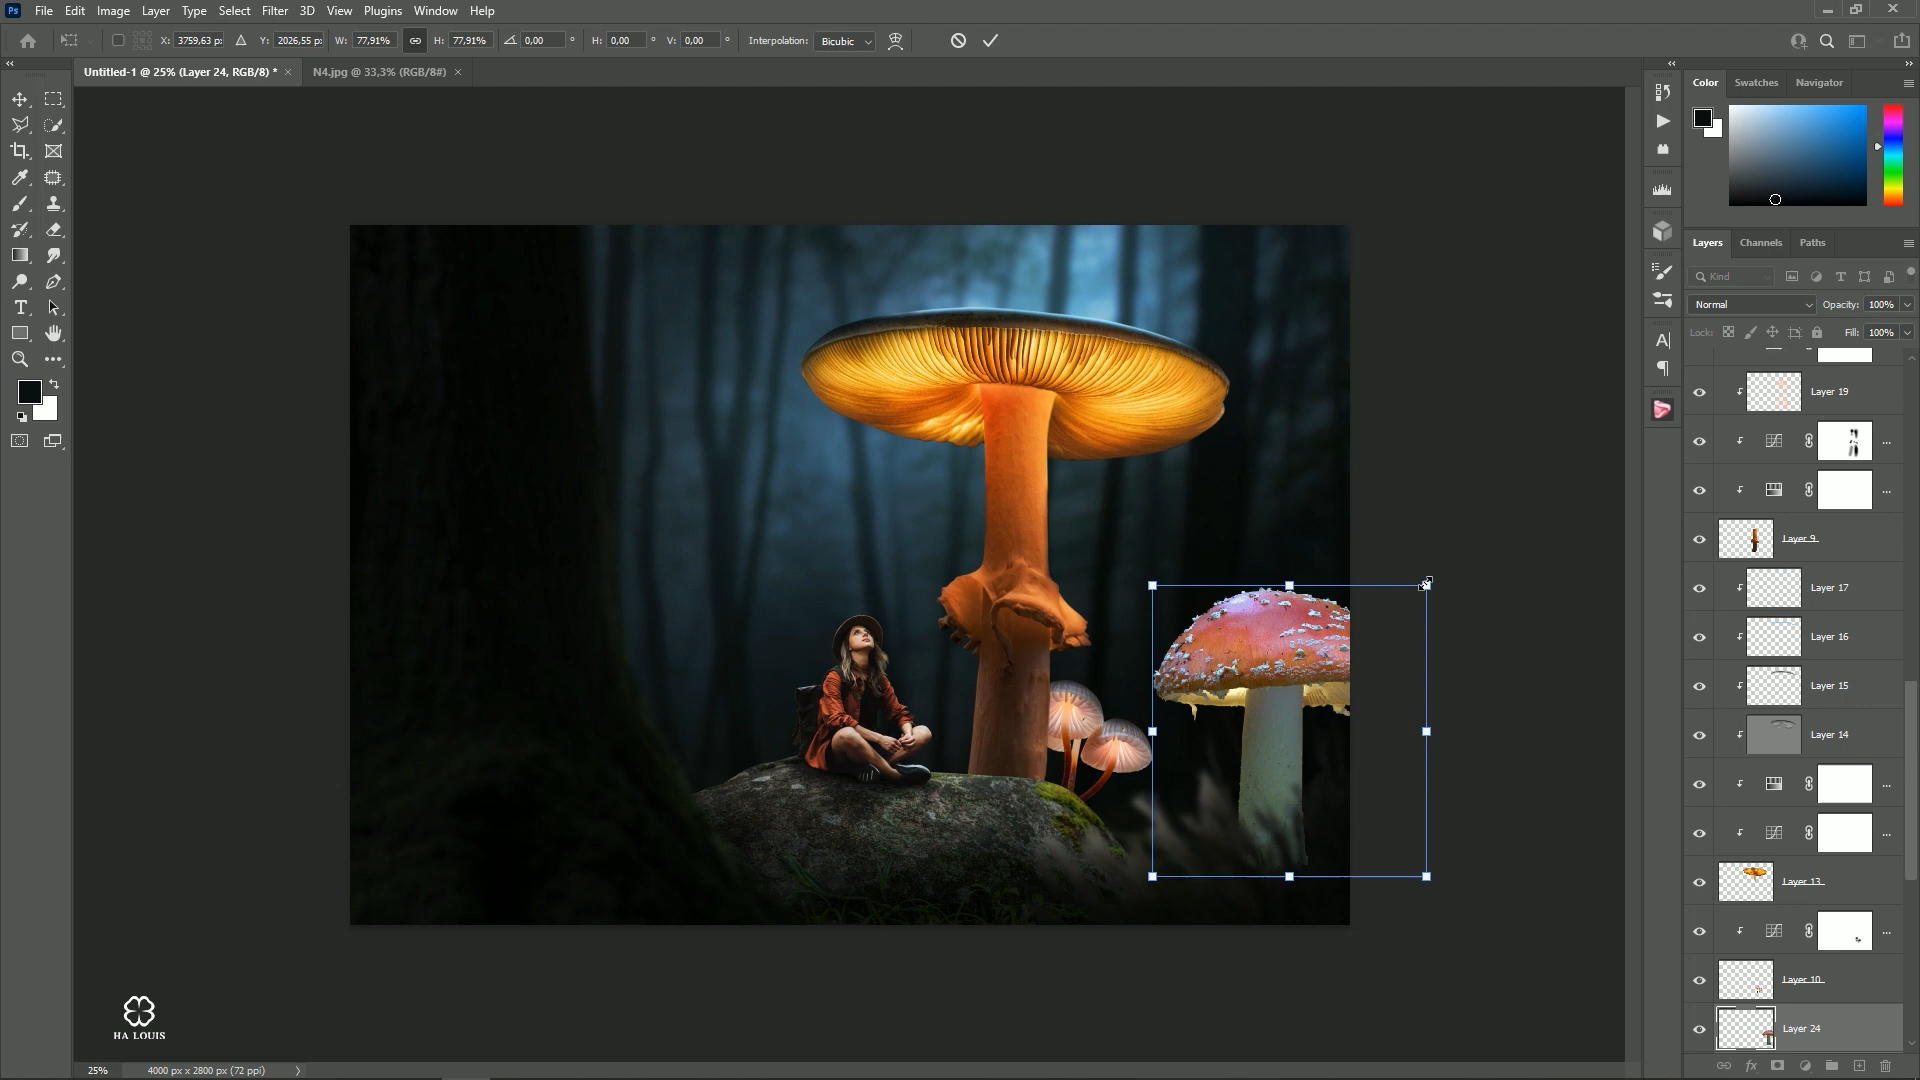 Ps File Edit Image Layer Type Select Filter 3D View Plugins Window Help
X: 3759,63 p: Y: 2026,55 p: W: 77,91% H: 77,91% 0,00 ° H: 0,00 ° V: 0,00 ° Interpolation: Bicubic
Untitled-1 @ 25% (Layer 24, RGB/8) * × N4.jpg @ 33,3% (RGB/8#) ×
Color Swatches Navigator
Layers Channels Paths
Kind
Normal Opacity: 100%
Lock: Fill: 100%
Layer 19
Layer 9
Layer 17
Layer 16
Layer 15
Layer 14
Layer 13
Layer 10
Layer 24
HA LOUIS
25% 4000 px x 2800 px (72 ppi)